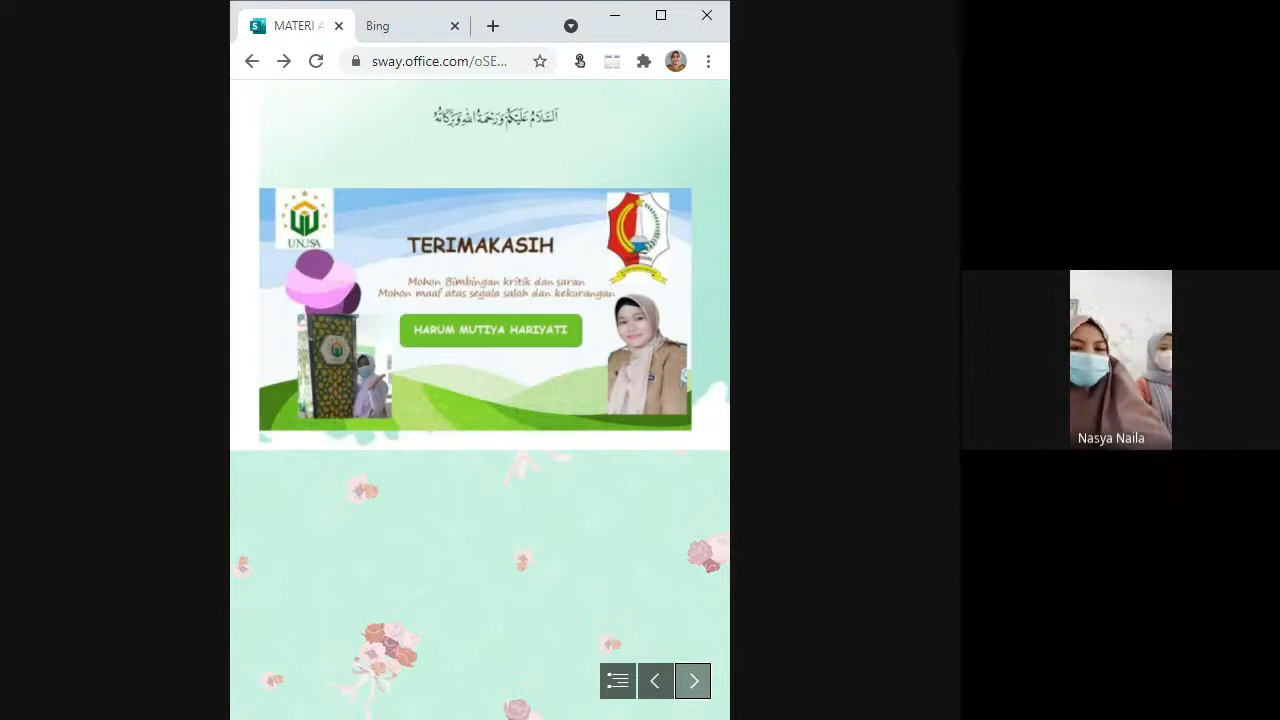 MATERI A
Bing
sway.office.com/oSE...
اَلسَّلَامُ عَلَيْكُمْ وَرَحْمَةُ اللهِ وَبَرَكَاتُهُ
UNUSA
TERIMAKASIH
Mohon Bimbingan kritik dan saran
Mohon maaf atas segala salah dan kekurangan
HARUM MUTIYA HARIYATI
Nasya Naila